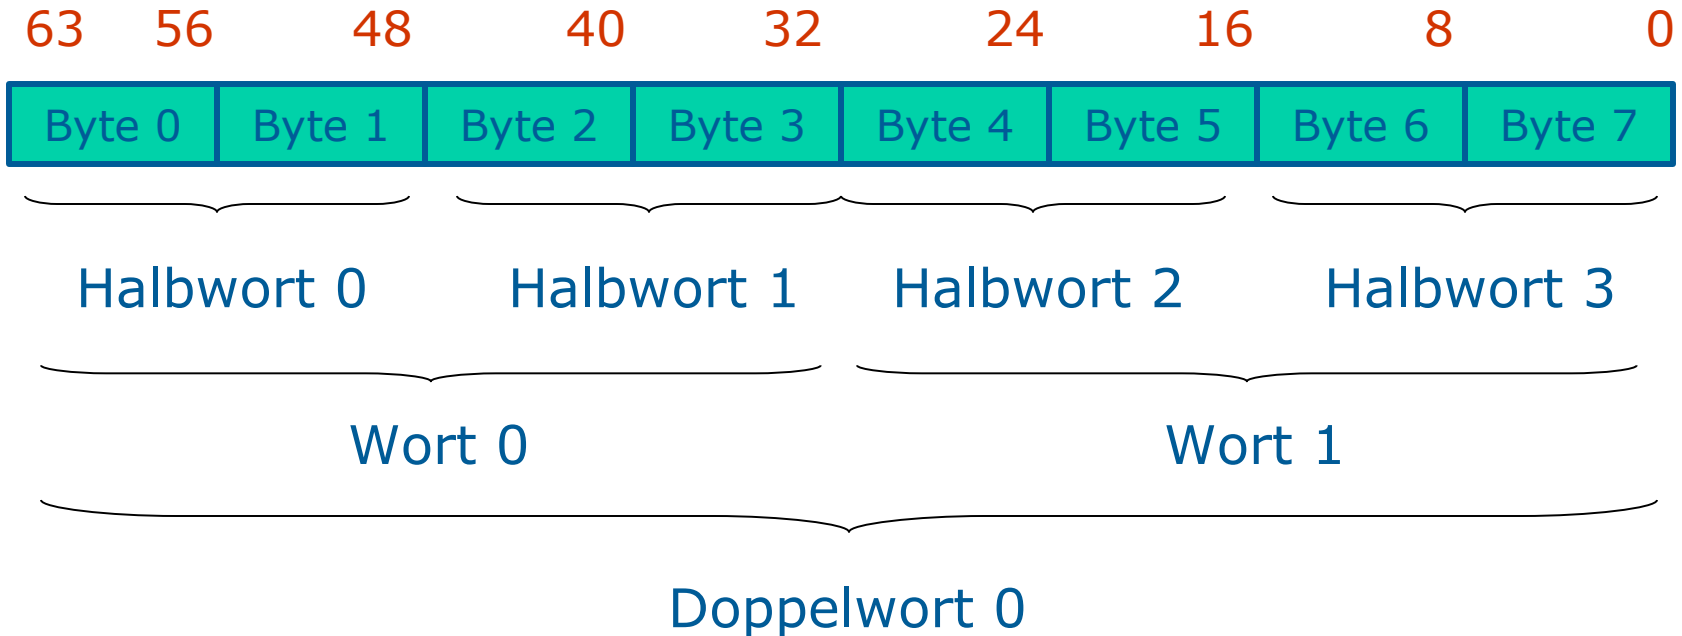 63 56 48 40 32 24 16 8 0
Byte 0 Byte 1 Byte 2 Byte 3 Byte 4 Byte 5 Byte 6 Byte 7
Halbwort 0 Halbwort 1 Halbwort 2 Halbwort 3
Wort 0 Wort 1
Doppelwort 0